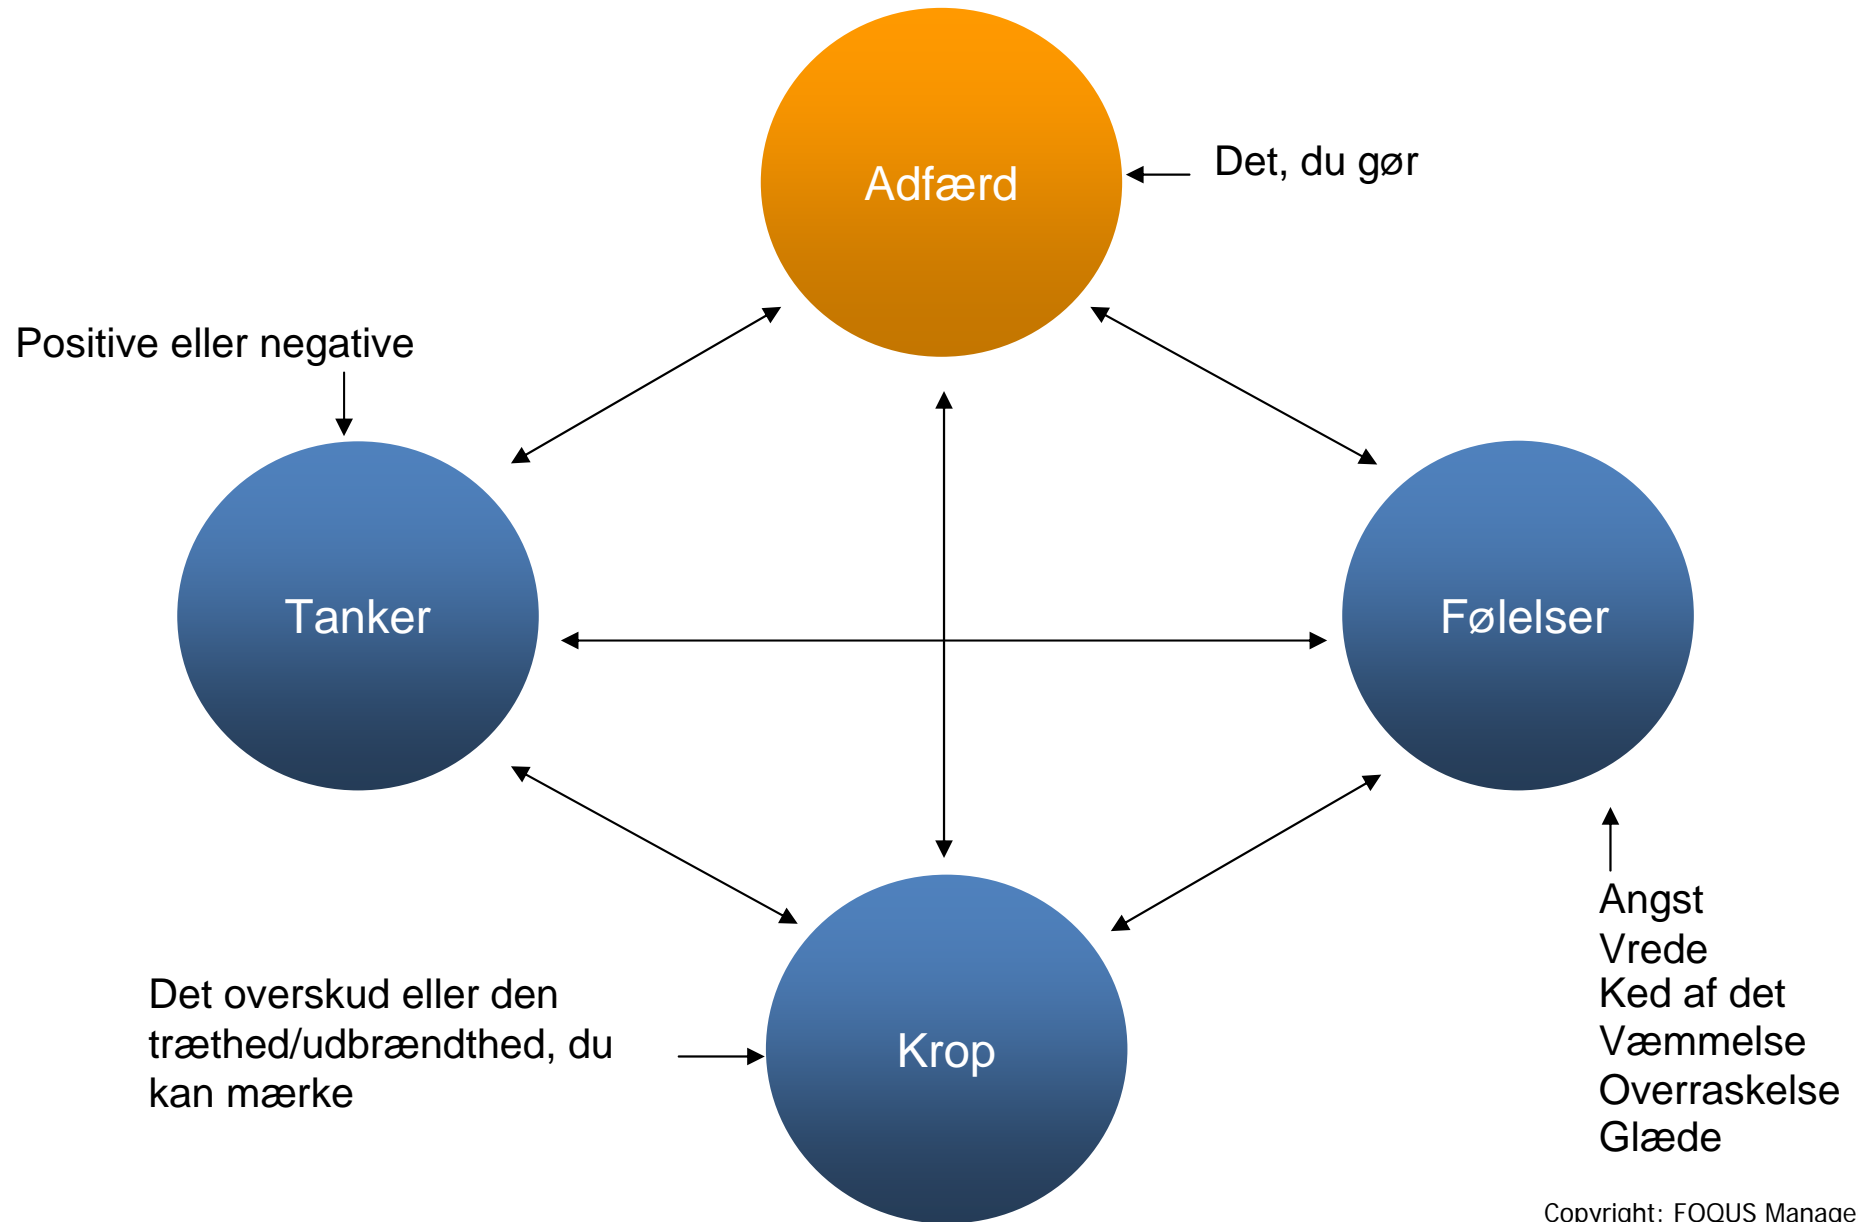 Adfærd
Det, du gør
Positive eller negative
Tanker
Følelser
Angst
Vrede
Ked af det
Væmmelse
Overraskelse
Glæde
Det overskud eller den
træthed/udbrændthed, du
kan mærke
Krop
Copyright: FOQUS Manage